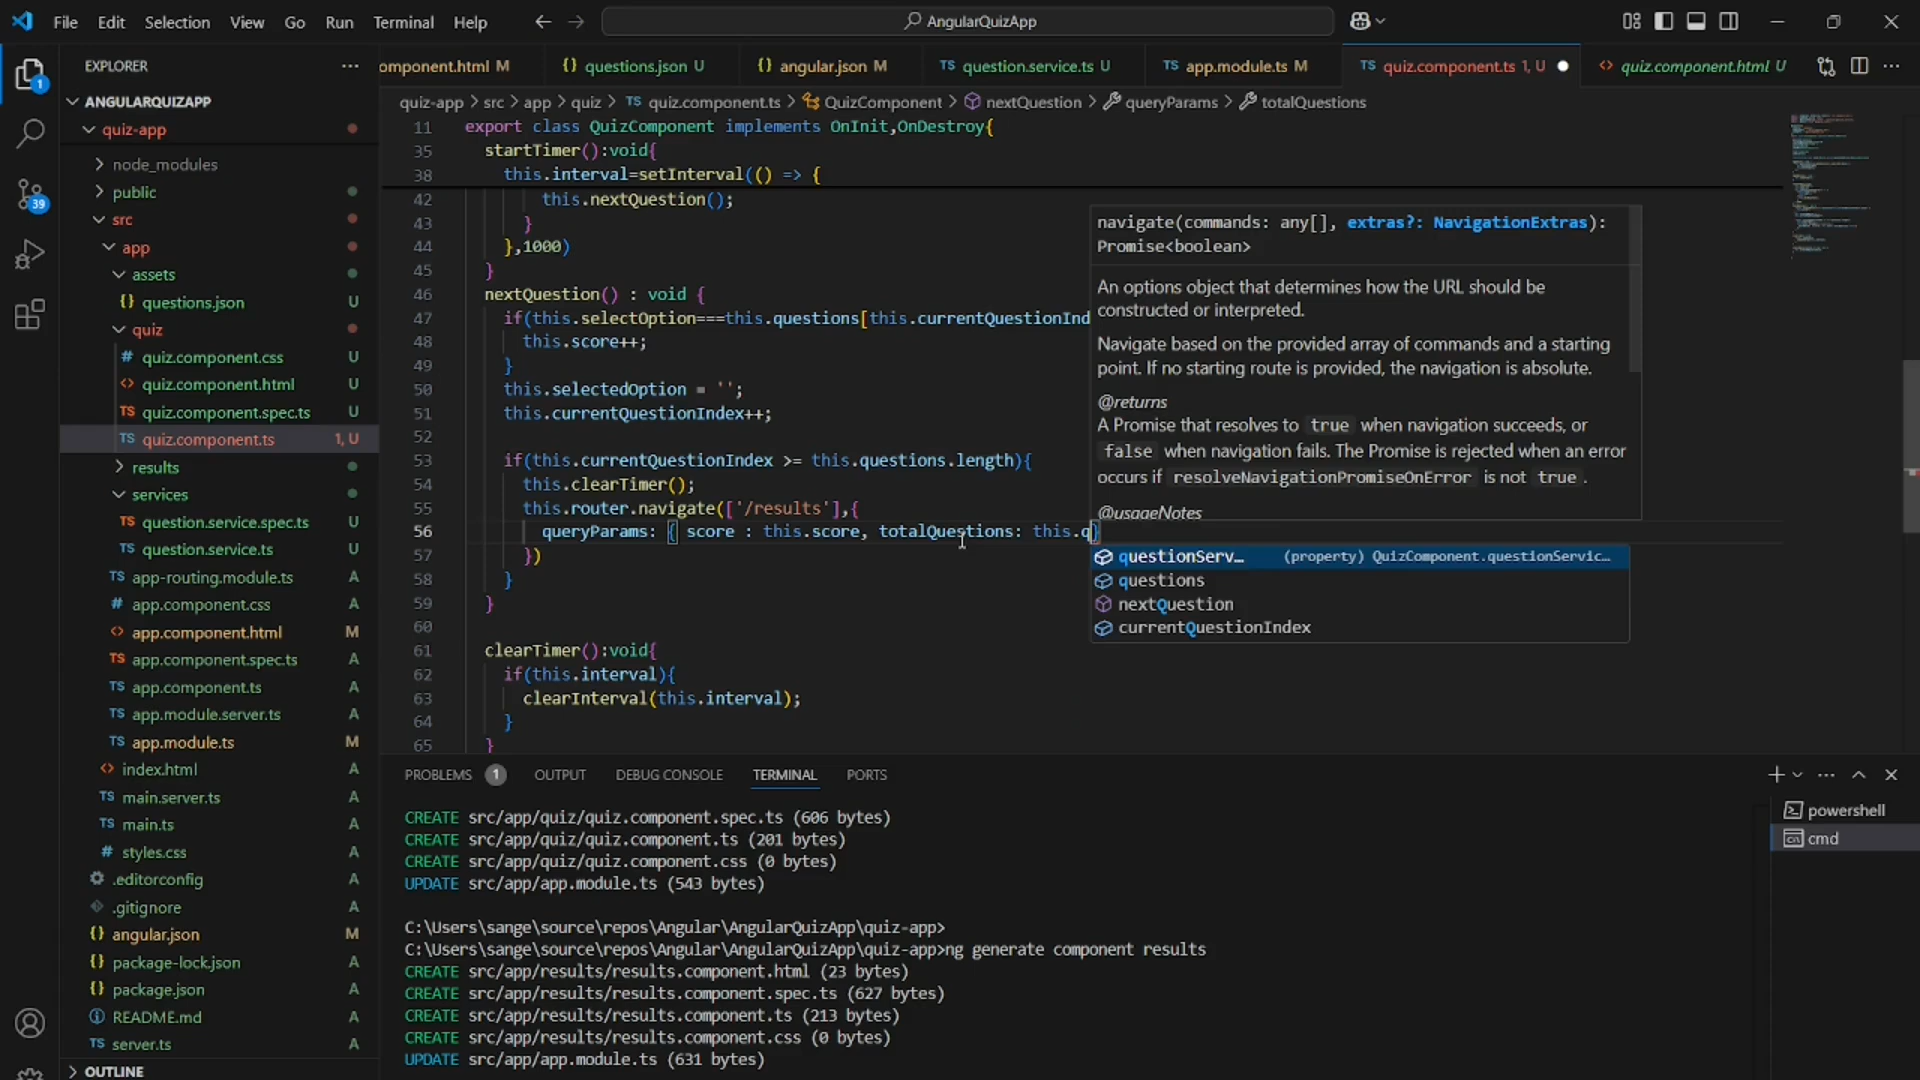 File Edit Selection View Go Run Terminal Help
AngularQuizApp
EXPLORER
ANGULARQUIZAPP
quiz-app
node_modules
public
src
app
assets
{} questions.json U
quiz
# quiz.component.css U
<> quiz.component.html U
TS quiz.component.spec.ts U
TS quiz.component.ts 1, U
results
services
TS question.service.spec.ts U
TS question.service.ts U
TS app-routing.module.ts A
# app.component.css A
<> app.component.html M
TS app.component.spec.ts A
TS app.component.ts A
TS app.module.server.ts A
TS app.module.ts M
<> index.html A
TS main.server.ts A
TS main.ts A
# styles.css A
.editorconfig A
.gitignore A
{} angular.json M
{} package-lock.json A
{} package.json A
README.md A
TS server.ts A
OUTLINE
1
39
omponent.html M {} questions.json U {} angular.json M TS question.service.ts U TS app.module.ts M TS quiz.component.ts 1, U <> quiz.component.html U
quiz-app > src > app > quiz > TS quiz.component.ts > QuizComponent > nextQuestion > queryParams > totalQuestions
11 export class QuizComponent implements OnInit,OnDestroy{
35 startTimer():void{
38 this.interval=setInterval(() => {
42 this.nextQuestion();
43 }
44 },1000)
45 }
46 nextQuestion() : void {
47 if(this.selectOption===this.questions[this.currentQuestionInd
48 this.score++;
49 }
50 this.selectedOption = '';
51 this.currentQuestionIndex++;
52
53 if(this.currentQuestionIndex >= this.questions.length){
54 this.clearTimer();
55 this.router.navigate(['/results'],{
56 queryParams: { score : this.score, totalQuestions: this.q}
57 })
58 }
59 }
60
61 clearTimer():void{
62 if(this.interval){
63 clearInterval(this.interval);
64 }
65 }
navigate(commands: any[], extras?: NavigationExtras):
Promise<boolean>
An options object that determines how the URL should be
constructed or interpreted.
Navigate based on the provided array of commands and a starting
point. If no starting route is provided, the navigation is absolute.
@returns
A Promise that resolves to true when navigation succeeds, or
false when navigation fails. The Promise is rejected when an error
occurs if resolveNavigationPromiseOnError is not true .
@usageNotes
questionServ… (property) QuizComponent.questionServic…
questions
nextQuestion
currentQuestionIndex
PROBLEMS 1 OUTPUT DEBUG CONSOLE TERMINAL PORTS
CREATE src/app/quiz/quiz.component.spec.ts (606 bytes)
CREATE src/app/quiz/quiz.component.ts (201 bytes)
CREATE src/app/quiz/quiz.component.css (0 bytes)
UPDATE src/app/app.module.ts (543 bytes)
C:\Users\sange\source\repos\Angular\AngularQuizApp\quiz-app>
C:\Users\sange\source\repos\Angular\AngularQuizApp\quiz-app>ng generate component results
CREATE src/app/results/results.component.html (23 bytes)
CREATE src/app/results/results.component.spec.ts (627 bytes)
CREATE src/app/results/results.component.ts (213 bytes)
CREATE src/app/results/results.component.css (0 bytes)
UPDATE src/app/app.module.ts (631 bytes)
powershell
cmd